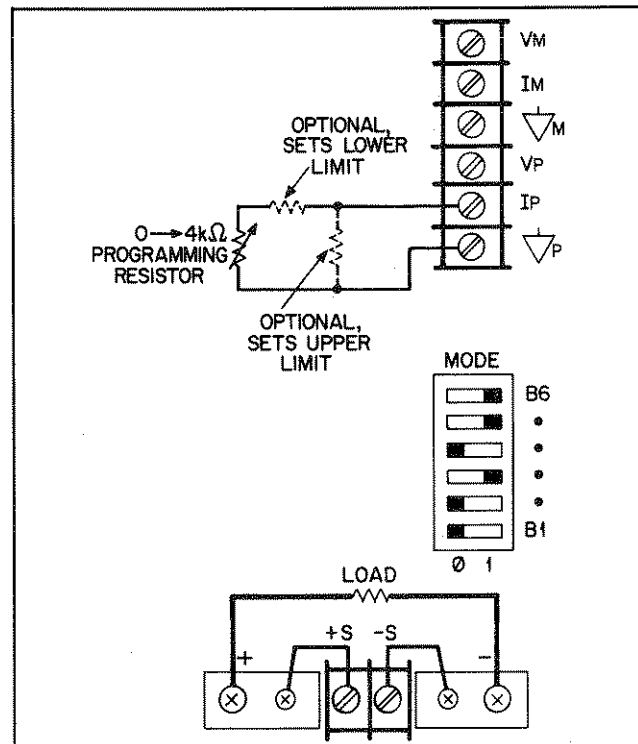 VM
IM
M
VP
IP
P
OPTIONAL,
SETS LOWER
LIMIT
0→4kΩ
PROGRAMMING
RESISTOR
OPTIONAL,
SETS UPPER
LIMIT
MODE
B6
B1
0 1
LOAD
+S -S
+ -